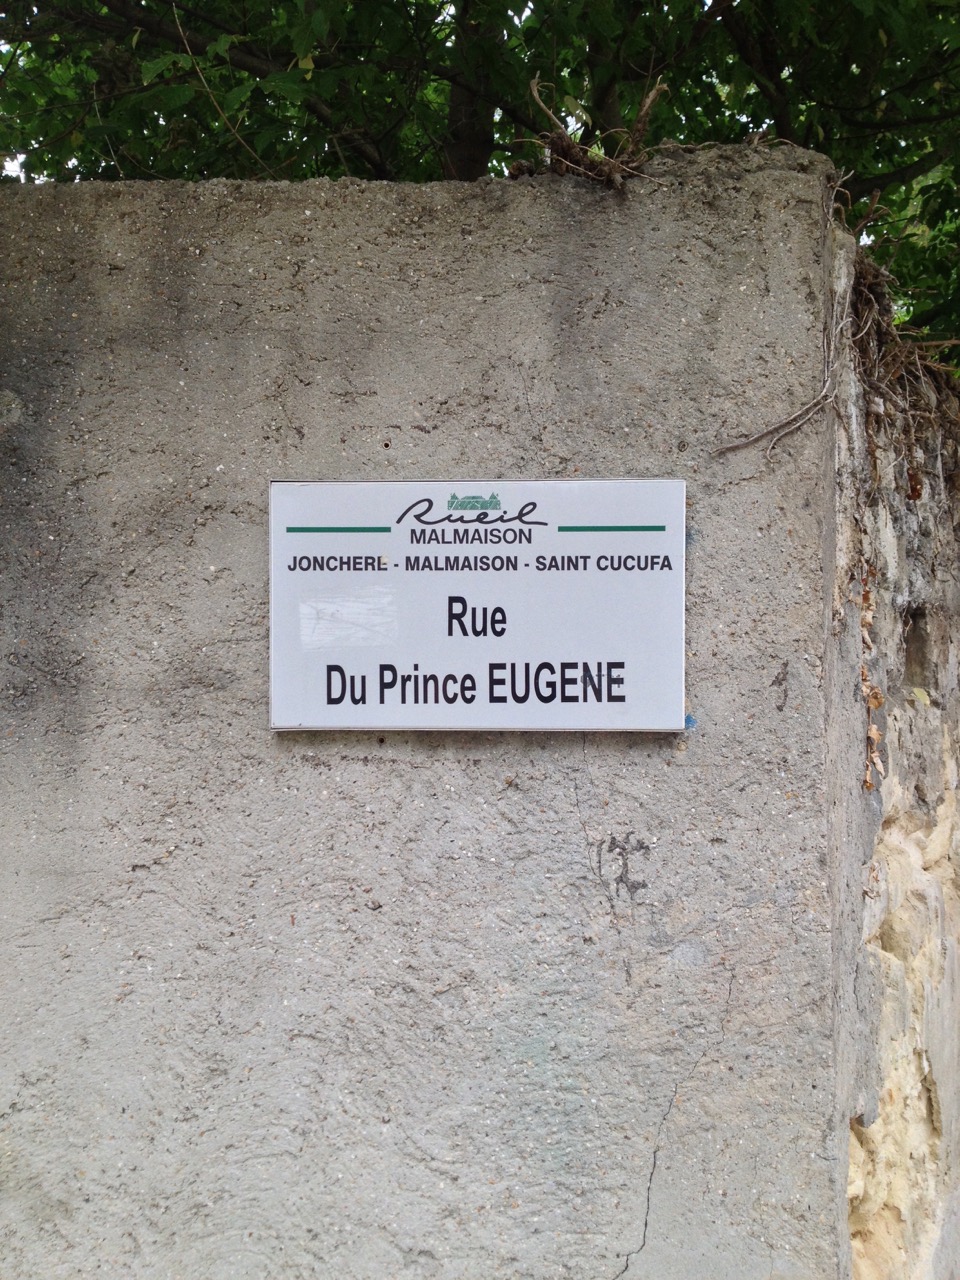 Rueil
MALMAISON
JONCHERE - MALMAISON - SAINT CUCUFA
Rue
Du Prince EUGENE